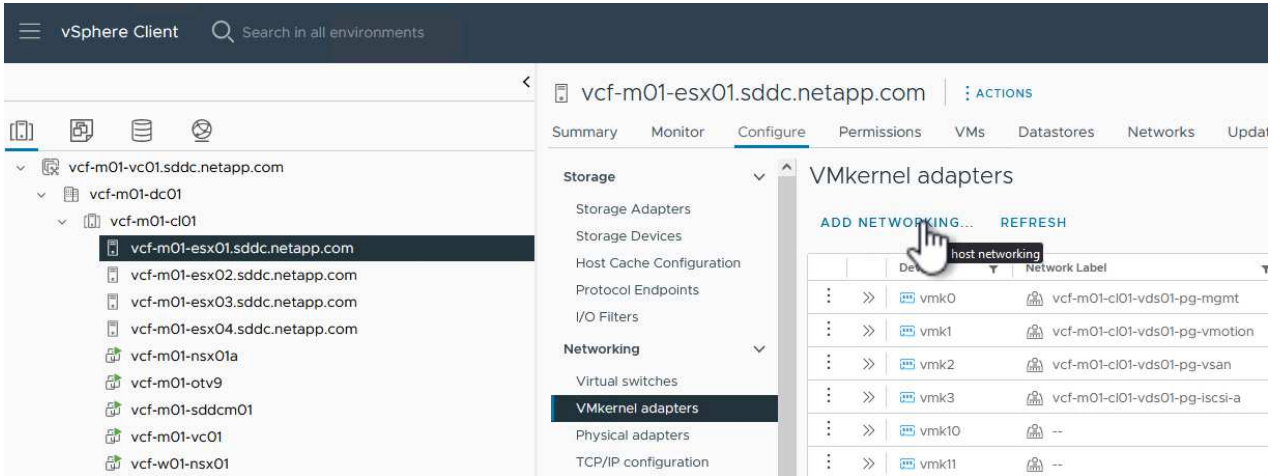 vSphere Client
Search in all environments
vcf-m01-vc01.sddc.netapp.com
vcf-m01-dc01
vcf-m01-cl01
vcf-m01-esx01.sddc.netapp.com
vcf-m01-esx02.sddc.netapp.com
vcf-m01-esx03.sddc.netapp.com
vcf-m01-esx04.sddc.netapp.com
vcf-m01-nsx01a
vcf-m01-otv9
vcf-m01-sddcm01
vcf-m01-vc01
vcf-w01-nsx01
vcf-m01-esx01.sddc.netapp.com ACTIONS
Summary Monitor Configure Permissions VMs Datastores Networks Updat
Storage
Storage Adapters
Storage Devices
Host Cache Configuration
Protocol Endpoints
I/O Filters
Networking
Virtual switches
VMkernel adapters
Physical adapters
TCP/IP configuration
VMkernel adapters
ADD NETWORKING... REFRESH
host networking
Network Label
vmk0 vcf-m01-cl01-vds01-pg-mgmt
vmk1 vcf-m01-cl01-vds01-pg-vmotion
vmk2 vcf-m01-cl01-vds01-pg-vsan
vmk3 vcf-m01-cl01-vds01-pg-iscsi-a
vmk10 --
vmk11 --